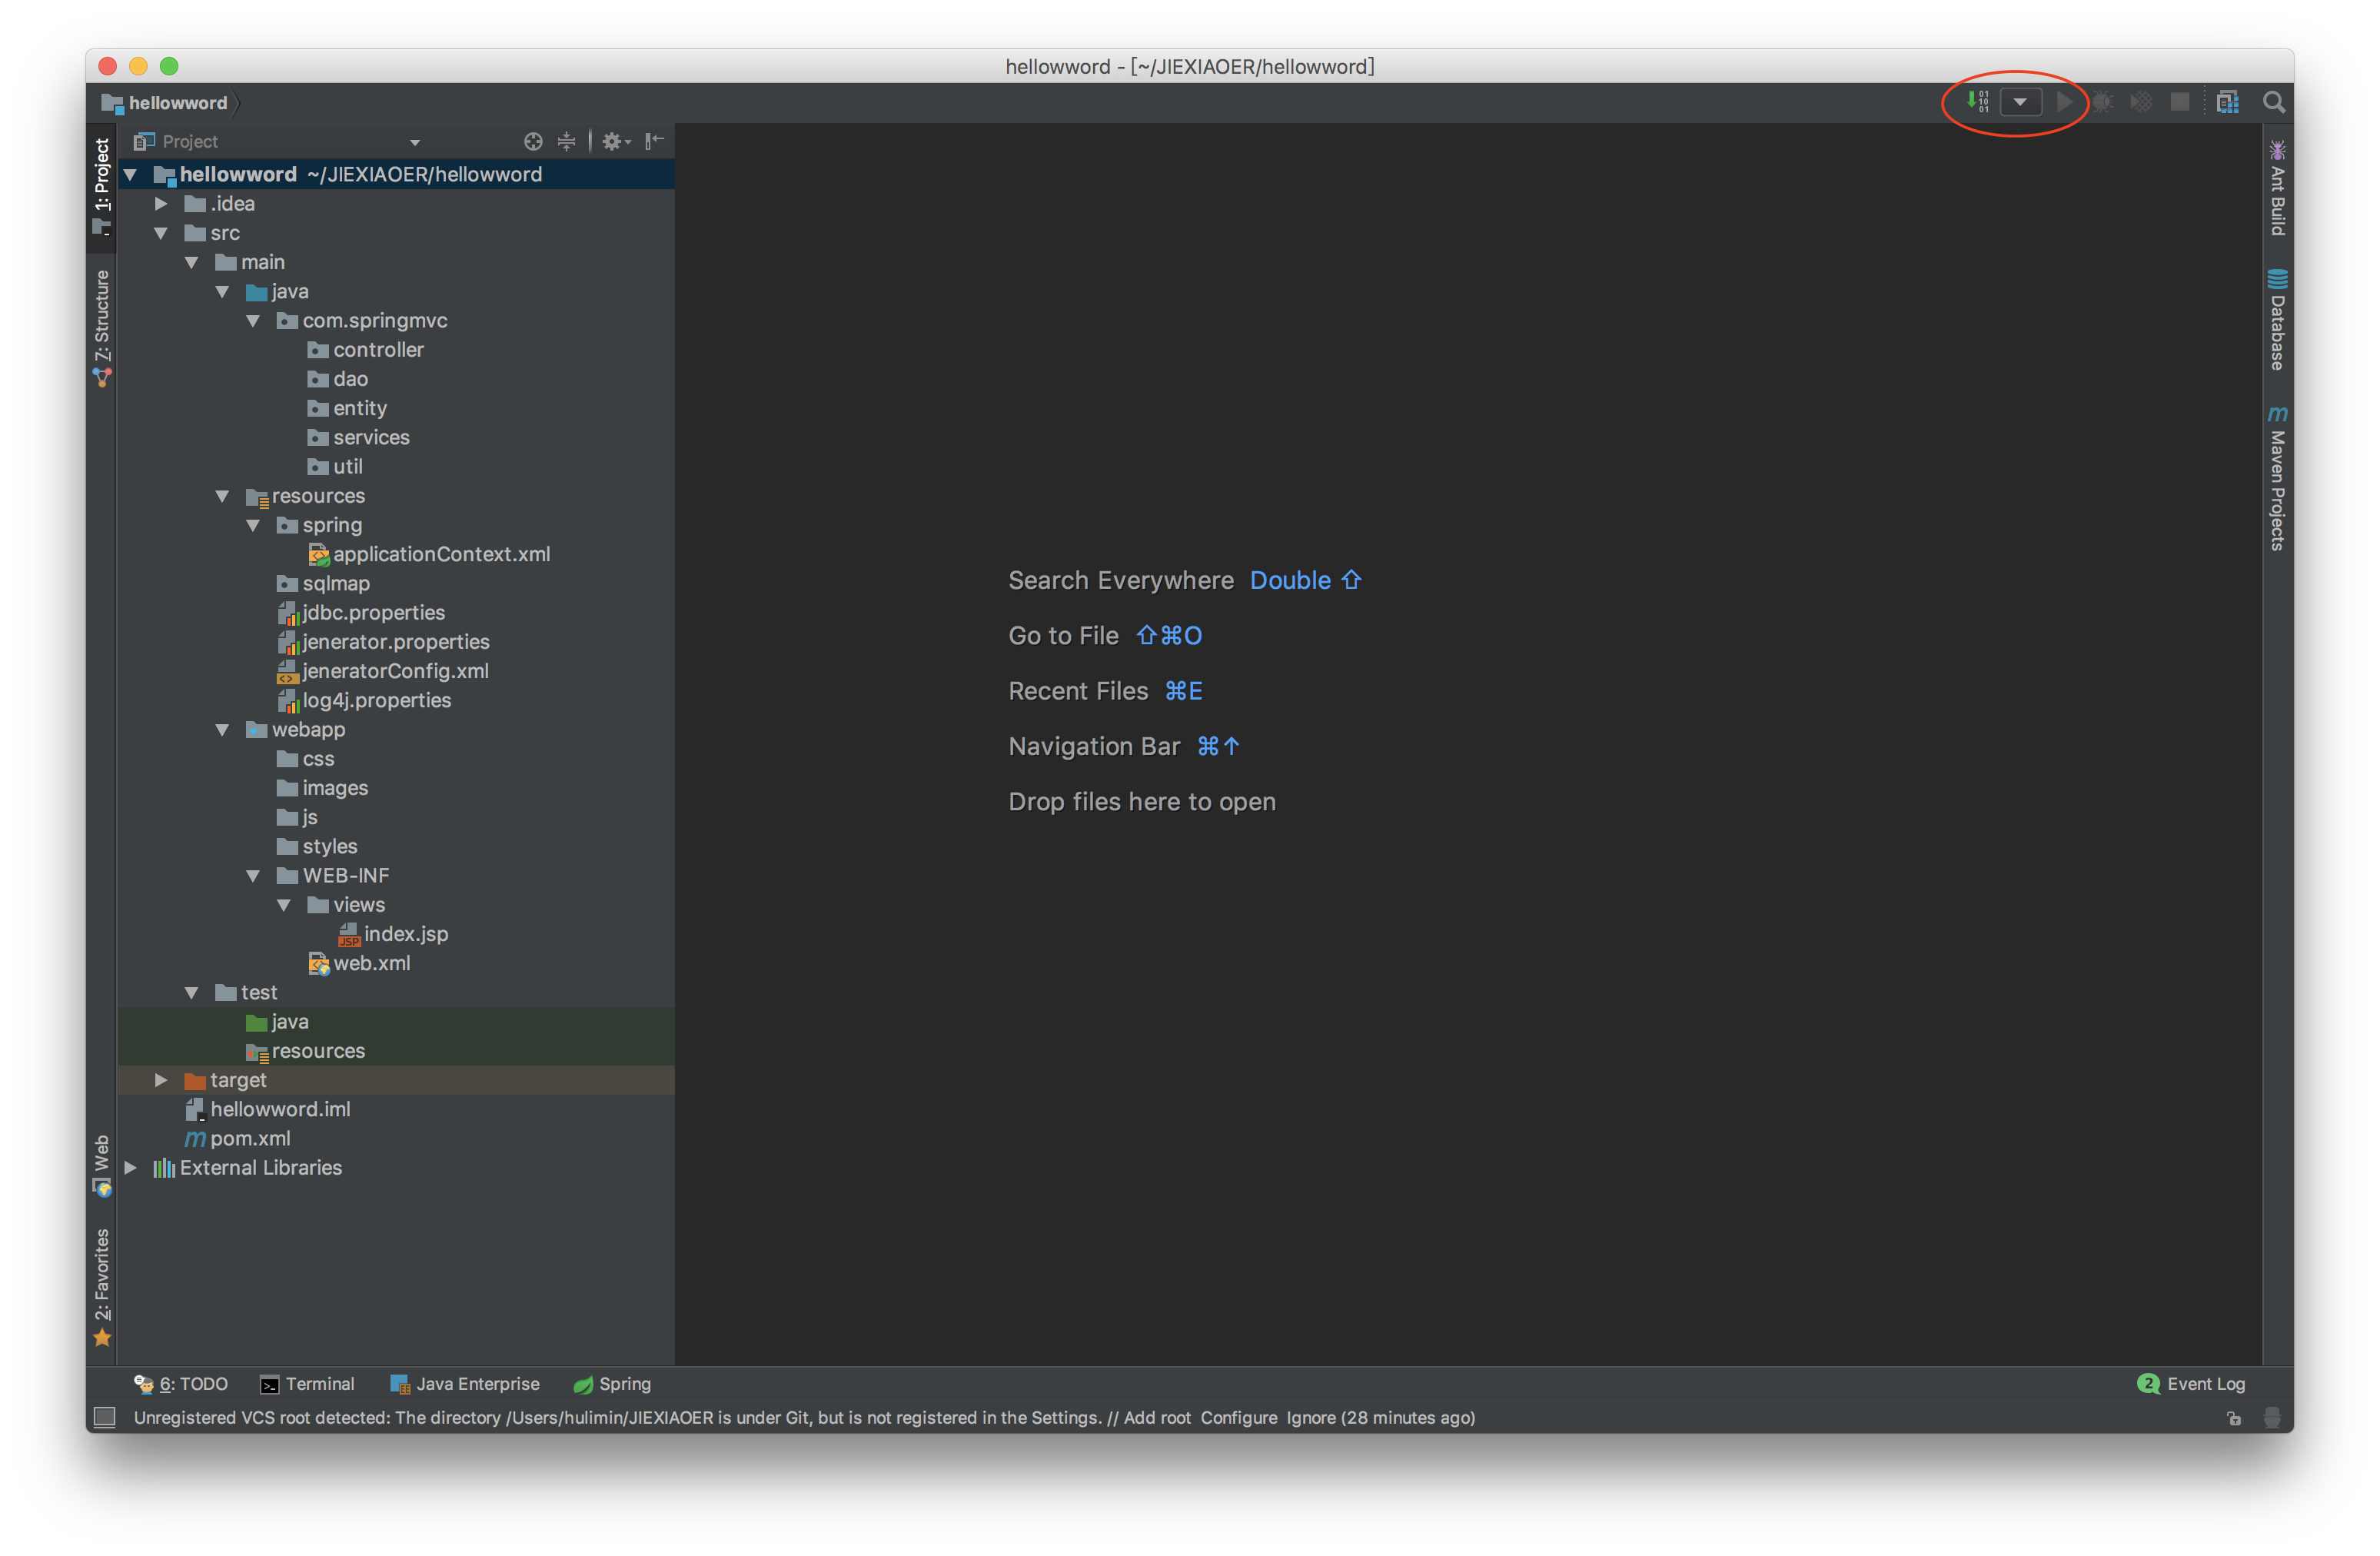 hellowword - [~/JIEXIAOER/hellowword]
hellowword
01
10
01
Project
1: Project
7: Structure
Web
2: Favorites
hellowword ~/JIEXIAOER/hellowword
.idea
src
main
java
com.springmvc
controller
dao
entity
services
util
resources
spring
applicationContext.xml
sqlmap
jdbc.properties
jenerator.properties
jeneratorConfig.xml
log4j.properties
webapp
css
images
js
styles
WEB-INF
views
JSP index.jsp
web.xml
test
java
resources
target
hellowword.iml
m pom.xml
External Libraries
Search Everywhere Double ⇧
Go to File ⇧⌘O
Recent Files ⌘E
Navigation Bar ⌘↑
Drop files here to open
Ant Build
Database
m Maven Projects
6: TODO Terminal Java Enterprise Spring 2 Event Log
Unregistered VCS root detected: The directory /Users/hulimin/JIEXIAOER is under Git, but is not registered in the Settings. // Add root Configure Ignore (28 minutes ago)